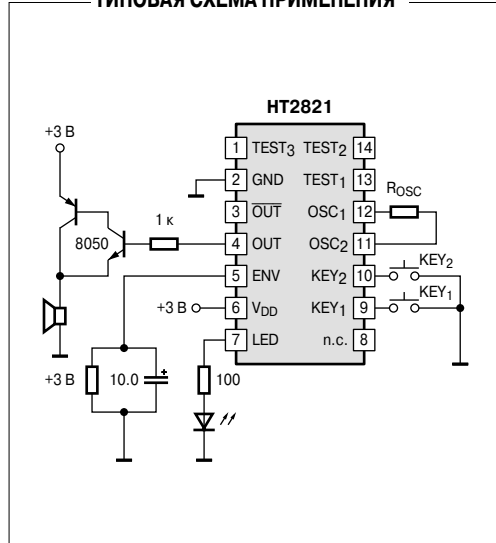 ТИПОВАЯ СХЕМА ПРИМЕНЕНИЯ
HT2821
+3 В
1 TEST3 TEST2 14
2 GND TEST1 13
3 OUT OSC1 12 ROSC
8050 1 к 4 OUT OSC2 11
5 ENV KEY2 10 KEY2
+3 В 6 VDD KEY1 9 KEY1
7 LED n.c. 8
+3 В 10.0 + 100